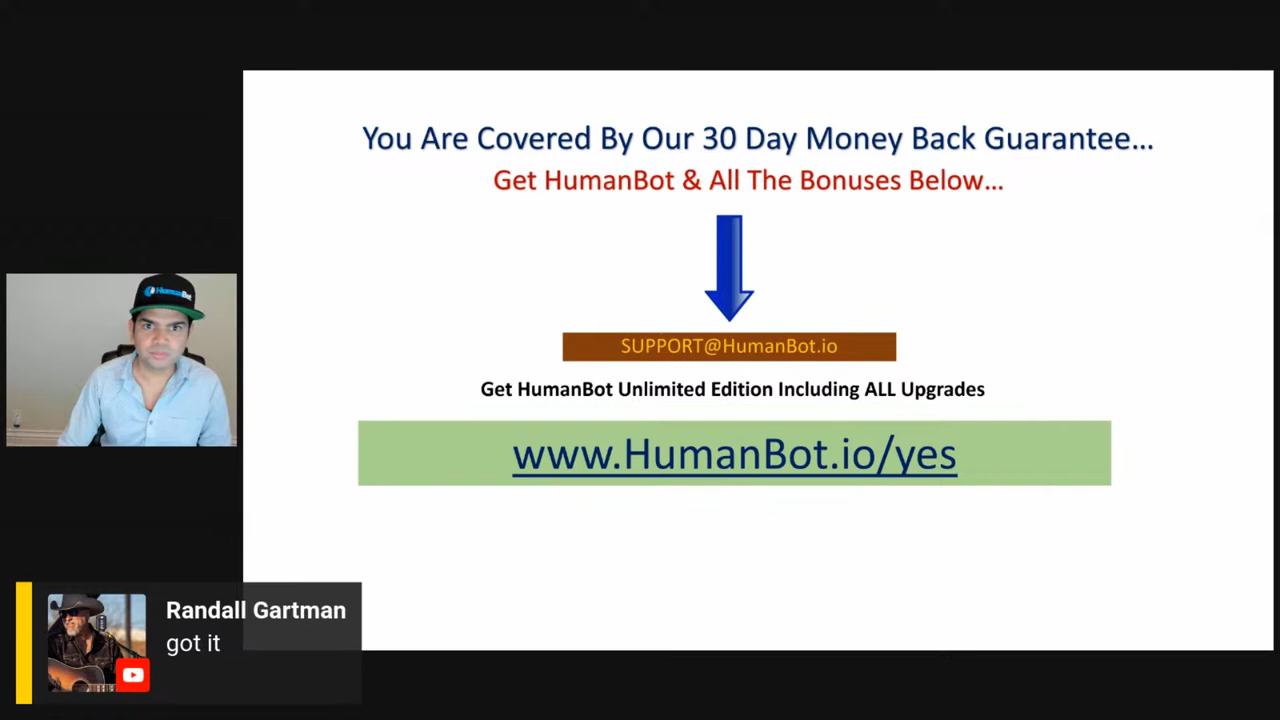 You Are Covered By Our 30 Day Money Back Guarantee...
Get HumanBot & All The Bonuses Below...
SUPPORT@HumanBot.io
Get HumanBot Unlimited Edition Including ALL Upgrades
www.HumanBot.io/yes
HumanBot
Randall Gartman
got it